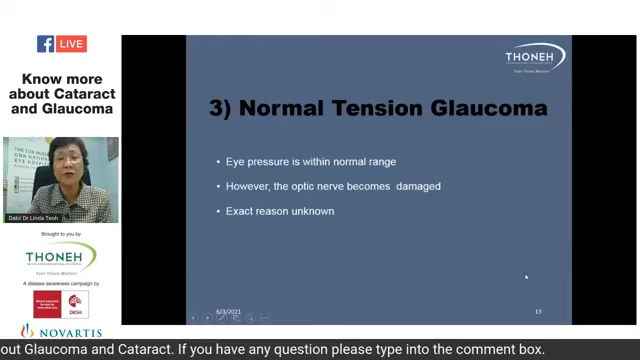 LIVE
Know more
about Cataract
and Glaucoma
Dato' Dr Linda Teoh
Brought to you by
THONEH
Your Vision Matters
A disease awareness campaign by
DKSH
NOVARTIS
THONEH
Your Vision Matters
3) Normal Tension Glaucoma
• Eye pressure is within normal range
• However, the optic nerve becomes damaged
• Exact reason unknown
6/3/2021
13
out Glaucoma and Cataract. If you have any question please type into the comment box.